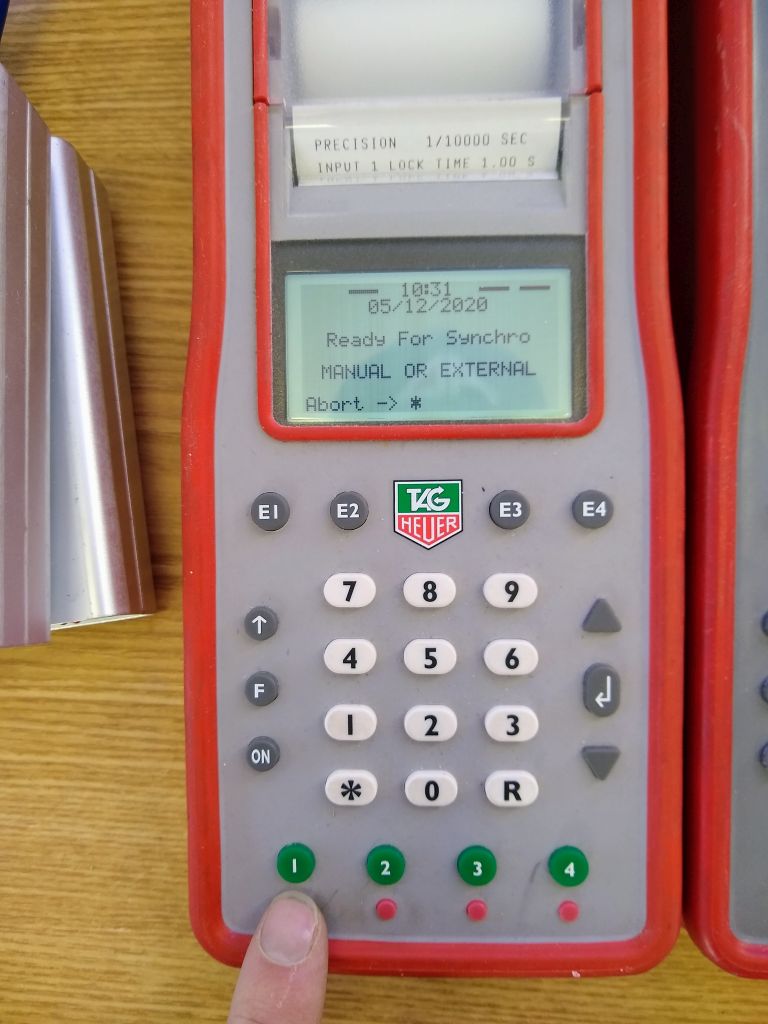 PRECISION 1/10000 SEC
INPUT 1 LOCK TIME 1.00 S
10:31
05/12/2020
Ready For Synchro
MANUAL OR EXTERNAL
Abort -> *
E1 E2 TAG E3 E4
HEUER
7 8 9
↑
4 5 6
F
1 2 3
ON
* 0 R
1 2 3 4